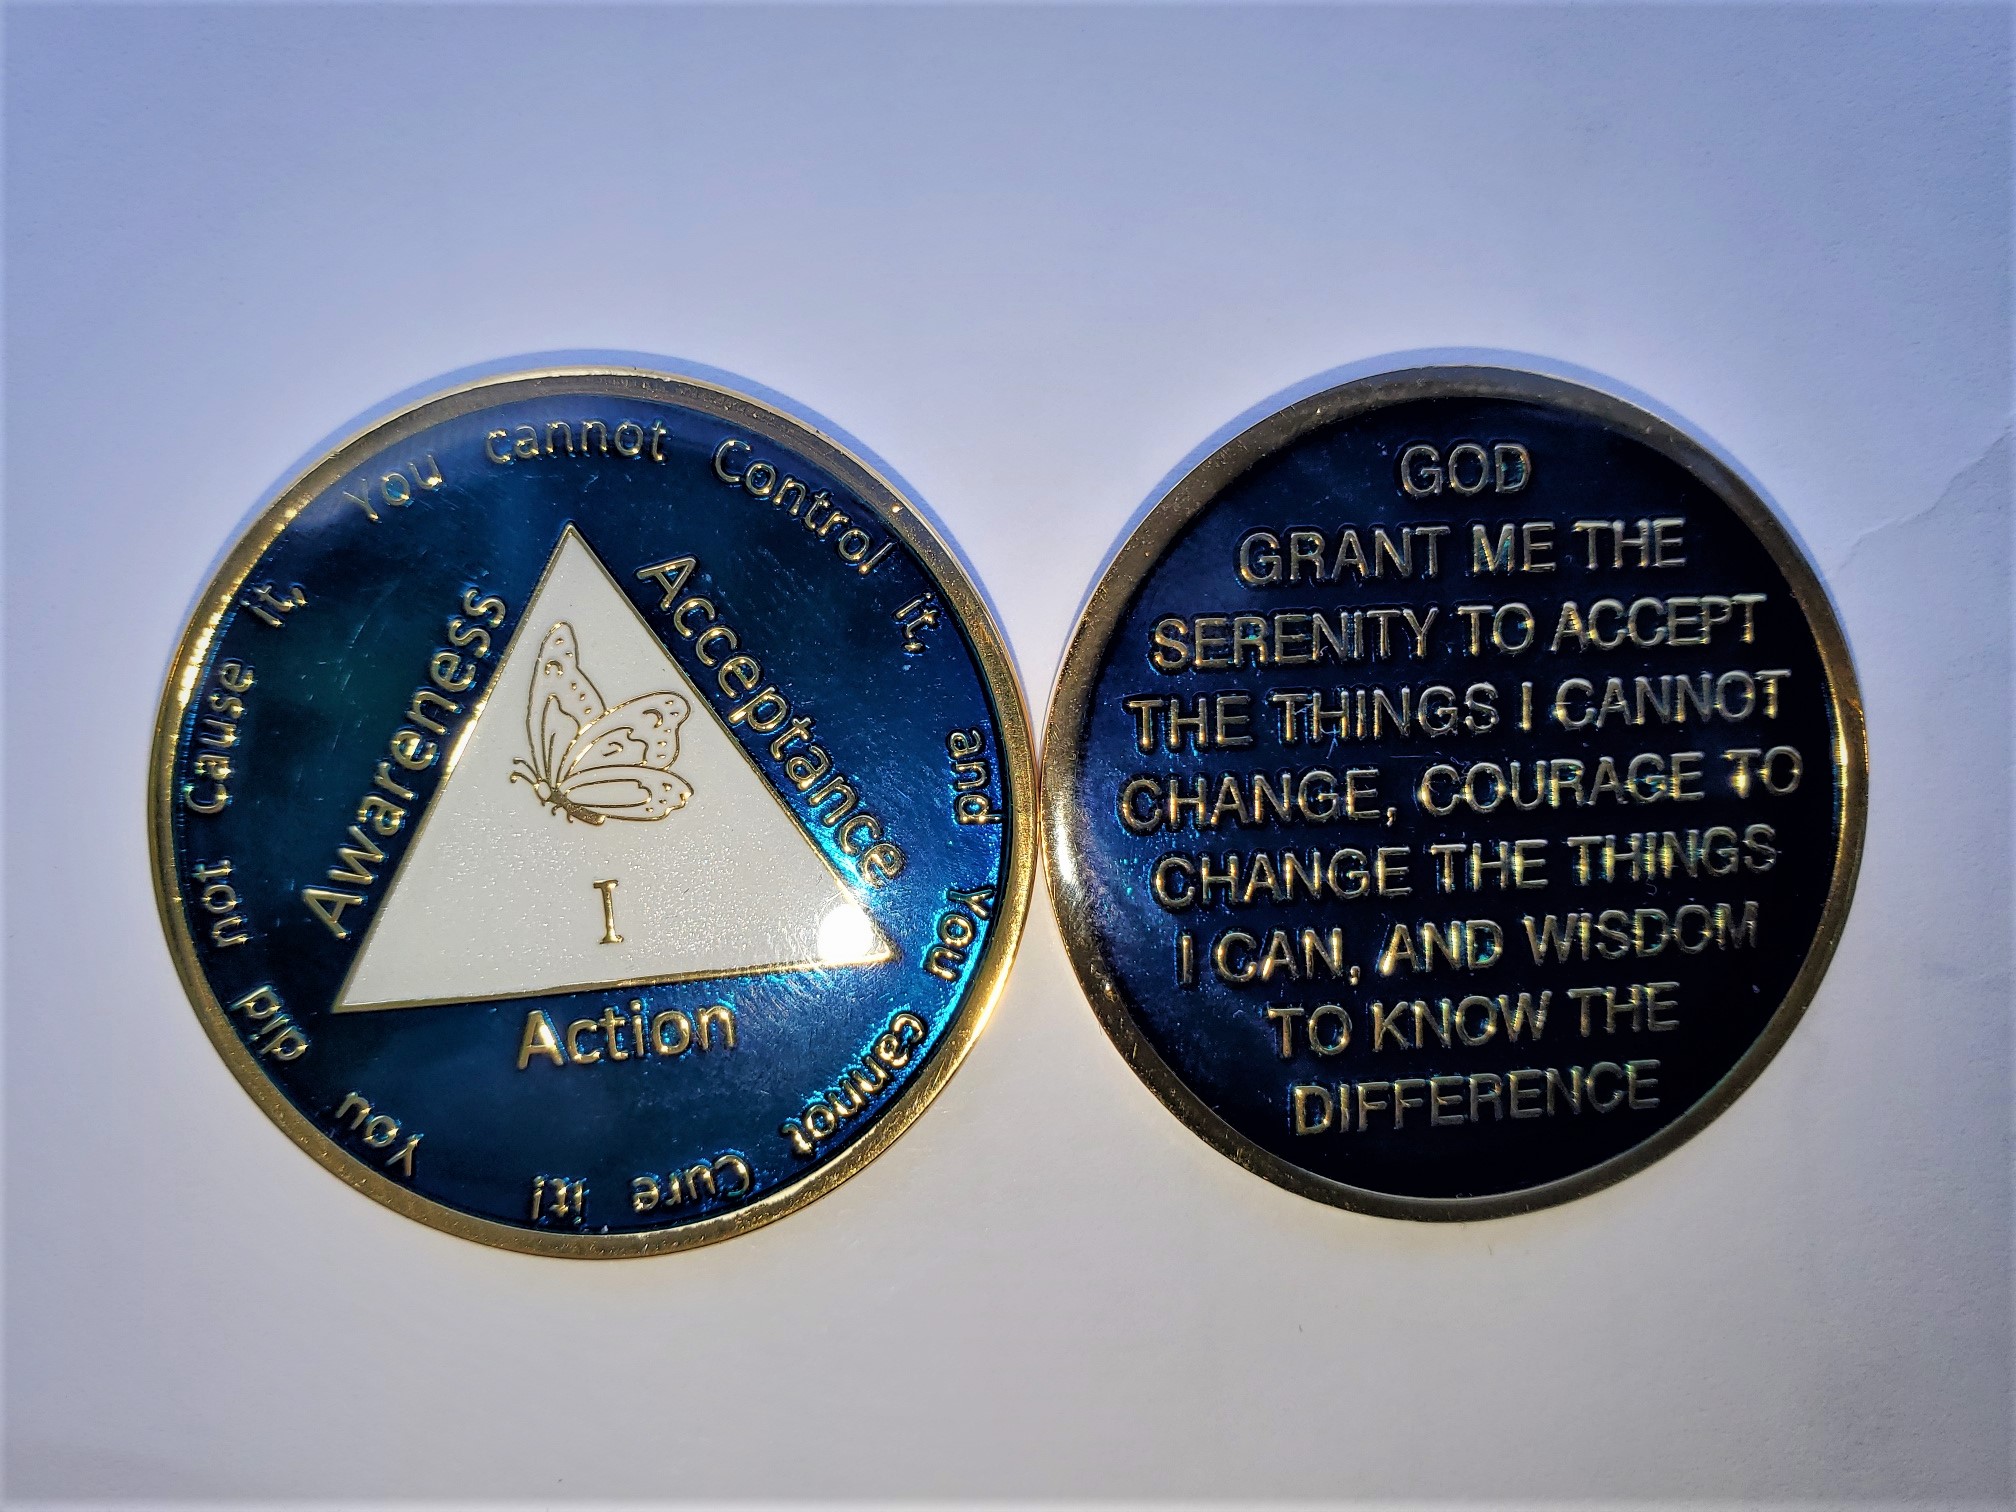 You did not Cause it, You cannot Control it, and You cannot Cure it!
Awareness
Acceptance
Action
I
GOD
GRANT ME THE
SERENITY TO ACCEPT
THE THINGS I CANNOT
CHANGE, COURAGE TO
CHANGE THE THINGS
I CAN, AND WISDOM
TO KNOW THE
DIFFERENCE